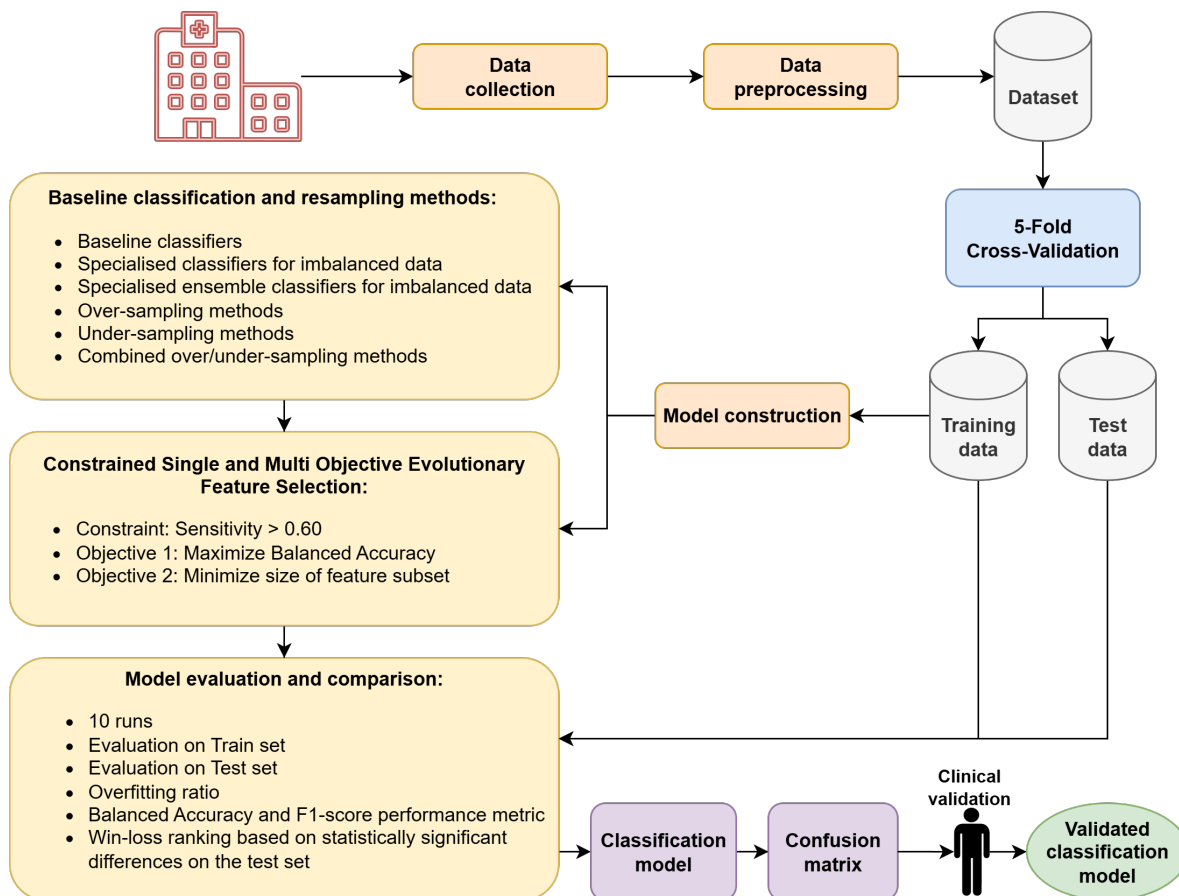 Data
collection
Data
preprocessing
Dataset
Baseline classification and resampling methods:
• Baseline classifiers
• Specialised classifiers for imbalanced data
• Specialised ensemble classifiers for imbalanced data
• Over-sampling methods
• Under-sampling methods
• Combined over/under-sampling methods
5-Fold
Cross-Validation
Model construction
Training
data
Test
data
Constrained Single and Multi Objective Evolutionary
Feature Selection:
• Constraint: Sensitivity > 0.60
• Objective 1: Maximize Balanced Accuracy
• Objective 2: Minimize size of feature subset
Model evaluation and comparison:
• 10 runs
• Evaluation on Train set
• Evaluation on Test set
• Overfitting ratio
• Balanced Accuracy and F1-score performance metric
• Win-loss ranking based on statistically significant
differences on the test set
Classification
model
Confusion
matrix
Clinical
validation
Validated
classification
model